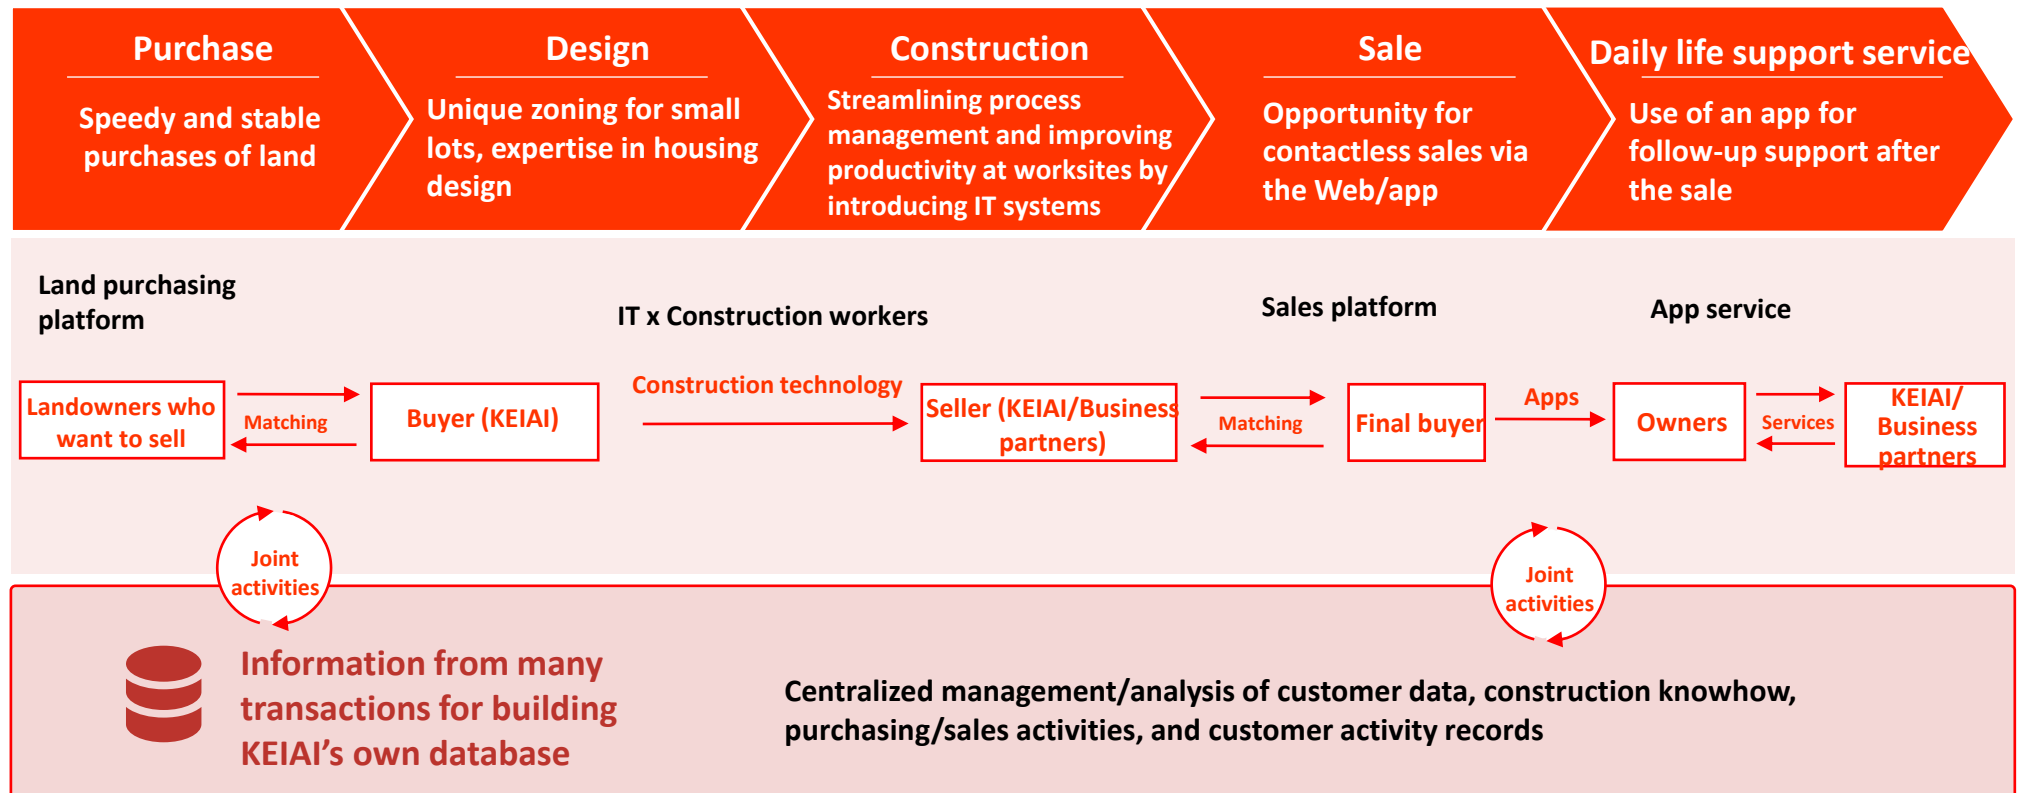 Purchase
Speedy and stable
purchases of land
Design
Unique zoning for small
lots, expertise in housing
design
Construction
Streamlining process
management and improving
productivity at worksites by
introducing IT systems
Sale
Opportunity for
contactless sales via
the Web/app
Daily life support service
Use of an app for
follow-up support after
the sale
Land purchasing
platform
IT x Construction workers
Sales platform
App service
Landowners who
want to sell
Matching
Buyer (KEIAI)
Construction technology
Seller (KEIAI/Business
partners)
Matching
Final buyer
Apps
Owners
Services
KEIAI/
Business
partners
Joint
activities
Joint
activities
Information from many
transactions for building
KEIAI’s own database
Centralized management/analysis of customer data, construction knowhow,
purchasing/sales activities, and customer activity records